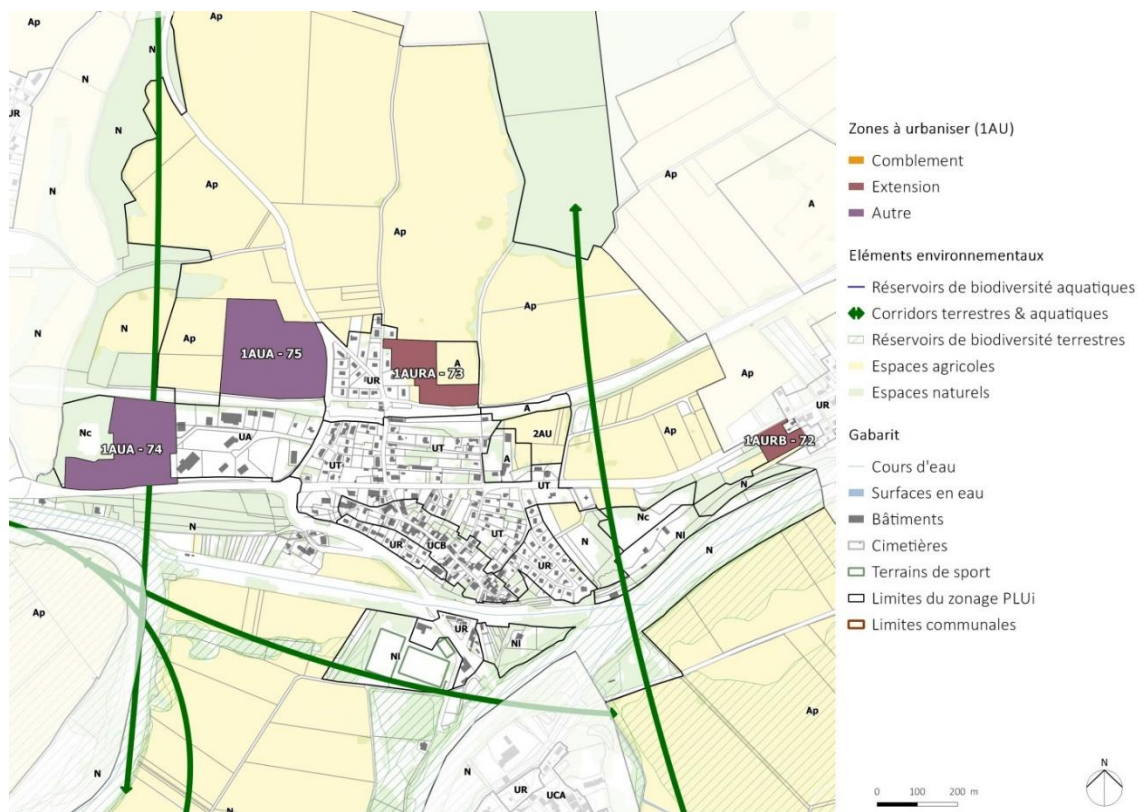 Ap
N
Ap
N
Ap
UR
N
N
Ap
Ap
A
N
Ap
N
Ap
N
N
Ap
1AUA - 75
UR
A
1AURA - 73
Ap
Ap
A
2AU
Ap
UR
1AURB - 72
Nc
1AUA - 74
UA
UT
UT
A
UT
N
Nc
N
UR
UCB
UT
N
NI
N
UR
Ap
UR
NI
NI
Ap
N
N
UR
UCA
Zones à urbaniser (1AU)
Comblement
Extension
Autre
Eléments environnementaux
Réservoirs de biodiversité aquatiques
Corridors terrestres & aquatiques
Réservoirs de biodiversité terrestres
Espaces agricoles
Espaces naturels
Gabarit
Cours d'eau
Surfaces en eau
Bâtiments
Cimetières
Terrains de sport
Limites du zonage PLUi
Limites communales
0 100 200 m
N